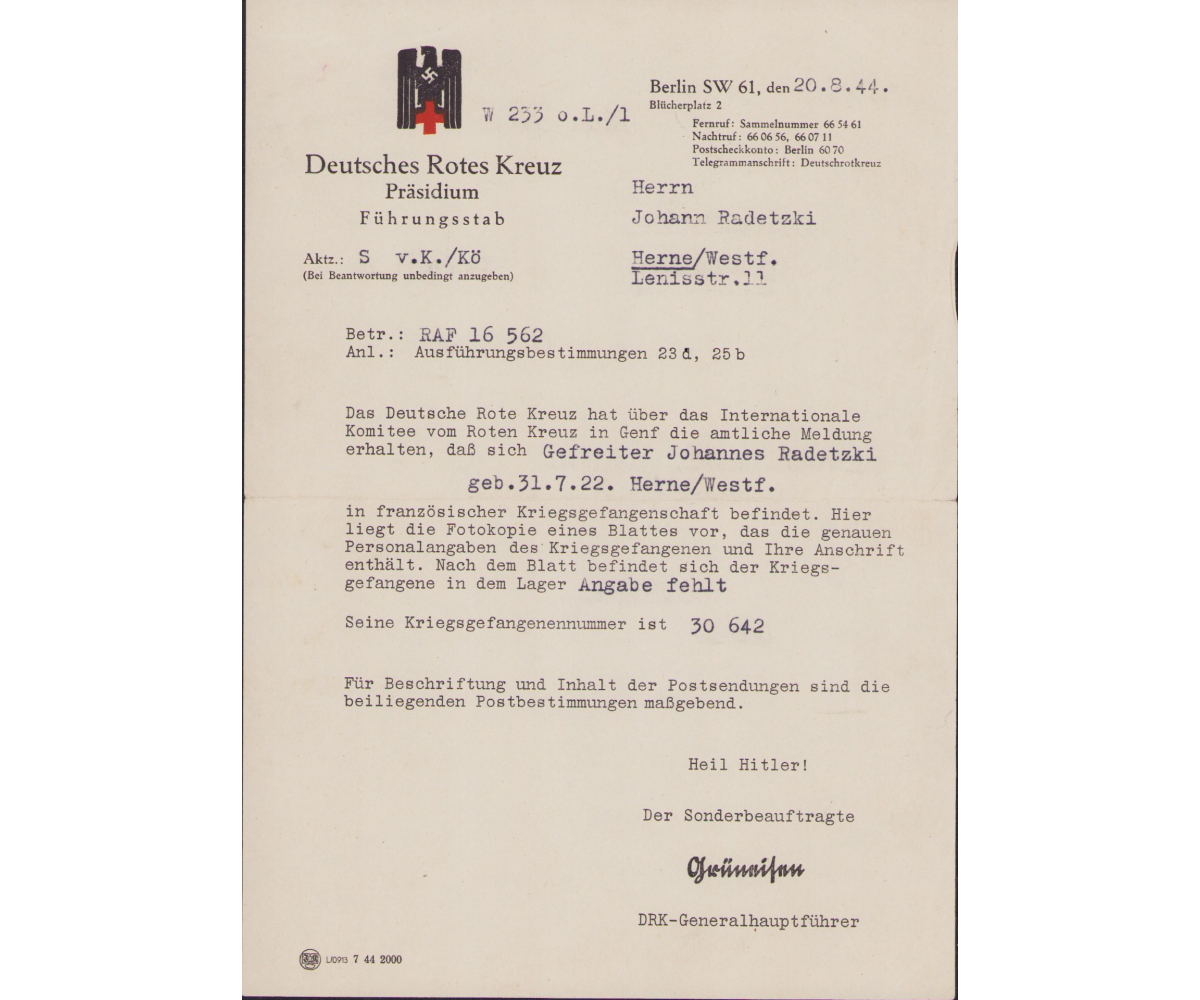 W 233 o.L./1
Berlin SW 61, den 20.8.44.
Blücherplatz 2
Fernruf: Sammelnummer 66 54 61
Nachtruf: 66 06 56, 66 07 11
Postscheckkonto: Berlin 60 70
Telegrammanschrift: Deutschrotkreuz
Deutsches Rotes Kreuz
Präsidium
Führungsstab
Aktz.: S v.K./Kö
(Bei Beantwortung unbedingt anzugeben)
Herrn
Johann Radetzki
Herne/Westf.
Lenisstr.11
Betr.: RAF 16 562
Anl.: Ausführungsbestimmungen 23 d, 25 b
Das Deutsche Rote Kreuz hat über das Internationale
Komitee vom Roten Kreuz in Genf die amtliche Meldung
erhalten, daß sich Gefreiter Johannes Radetzki
geb.31.7.22. Herne/Westf.
in französischer Kriegsgefangenschaft befindet. Hier
liegt die Fotokopie eines Blattes vor, das die genauen
Personalangaben des Kriegsgefangenen und Ihre Anschrift
enthält. Nach dem Blatt befindet sich der Kriegs-
gefangene in dem Lager Angabe fehlt
Seine Kriegsgefangenennummer ist 30 642
Für Beschriftung und Inhalt der Postsendungen sind die
beiliegenden Postbestimmungen maßgebend.
Heil Hitler!
Der Sonderbeauftragte
Grüneisen
DRK-Generalhauptführer
L/0913 7 44 2000